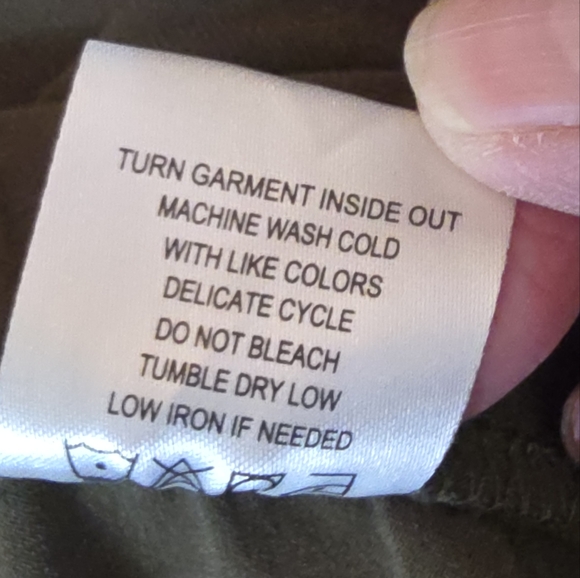 TURN GARMENT INSIDE OUT
MACHINE WASH COLD
WITH LIKE COLORS
DELICATE CYCLE
DO NOT BLEACH
TUMBLE DRY LOW
LOW IRON IF NEEDED